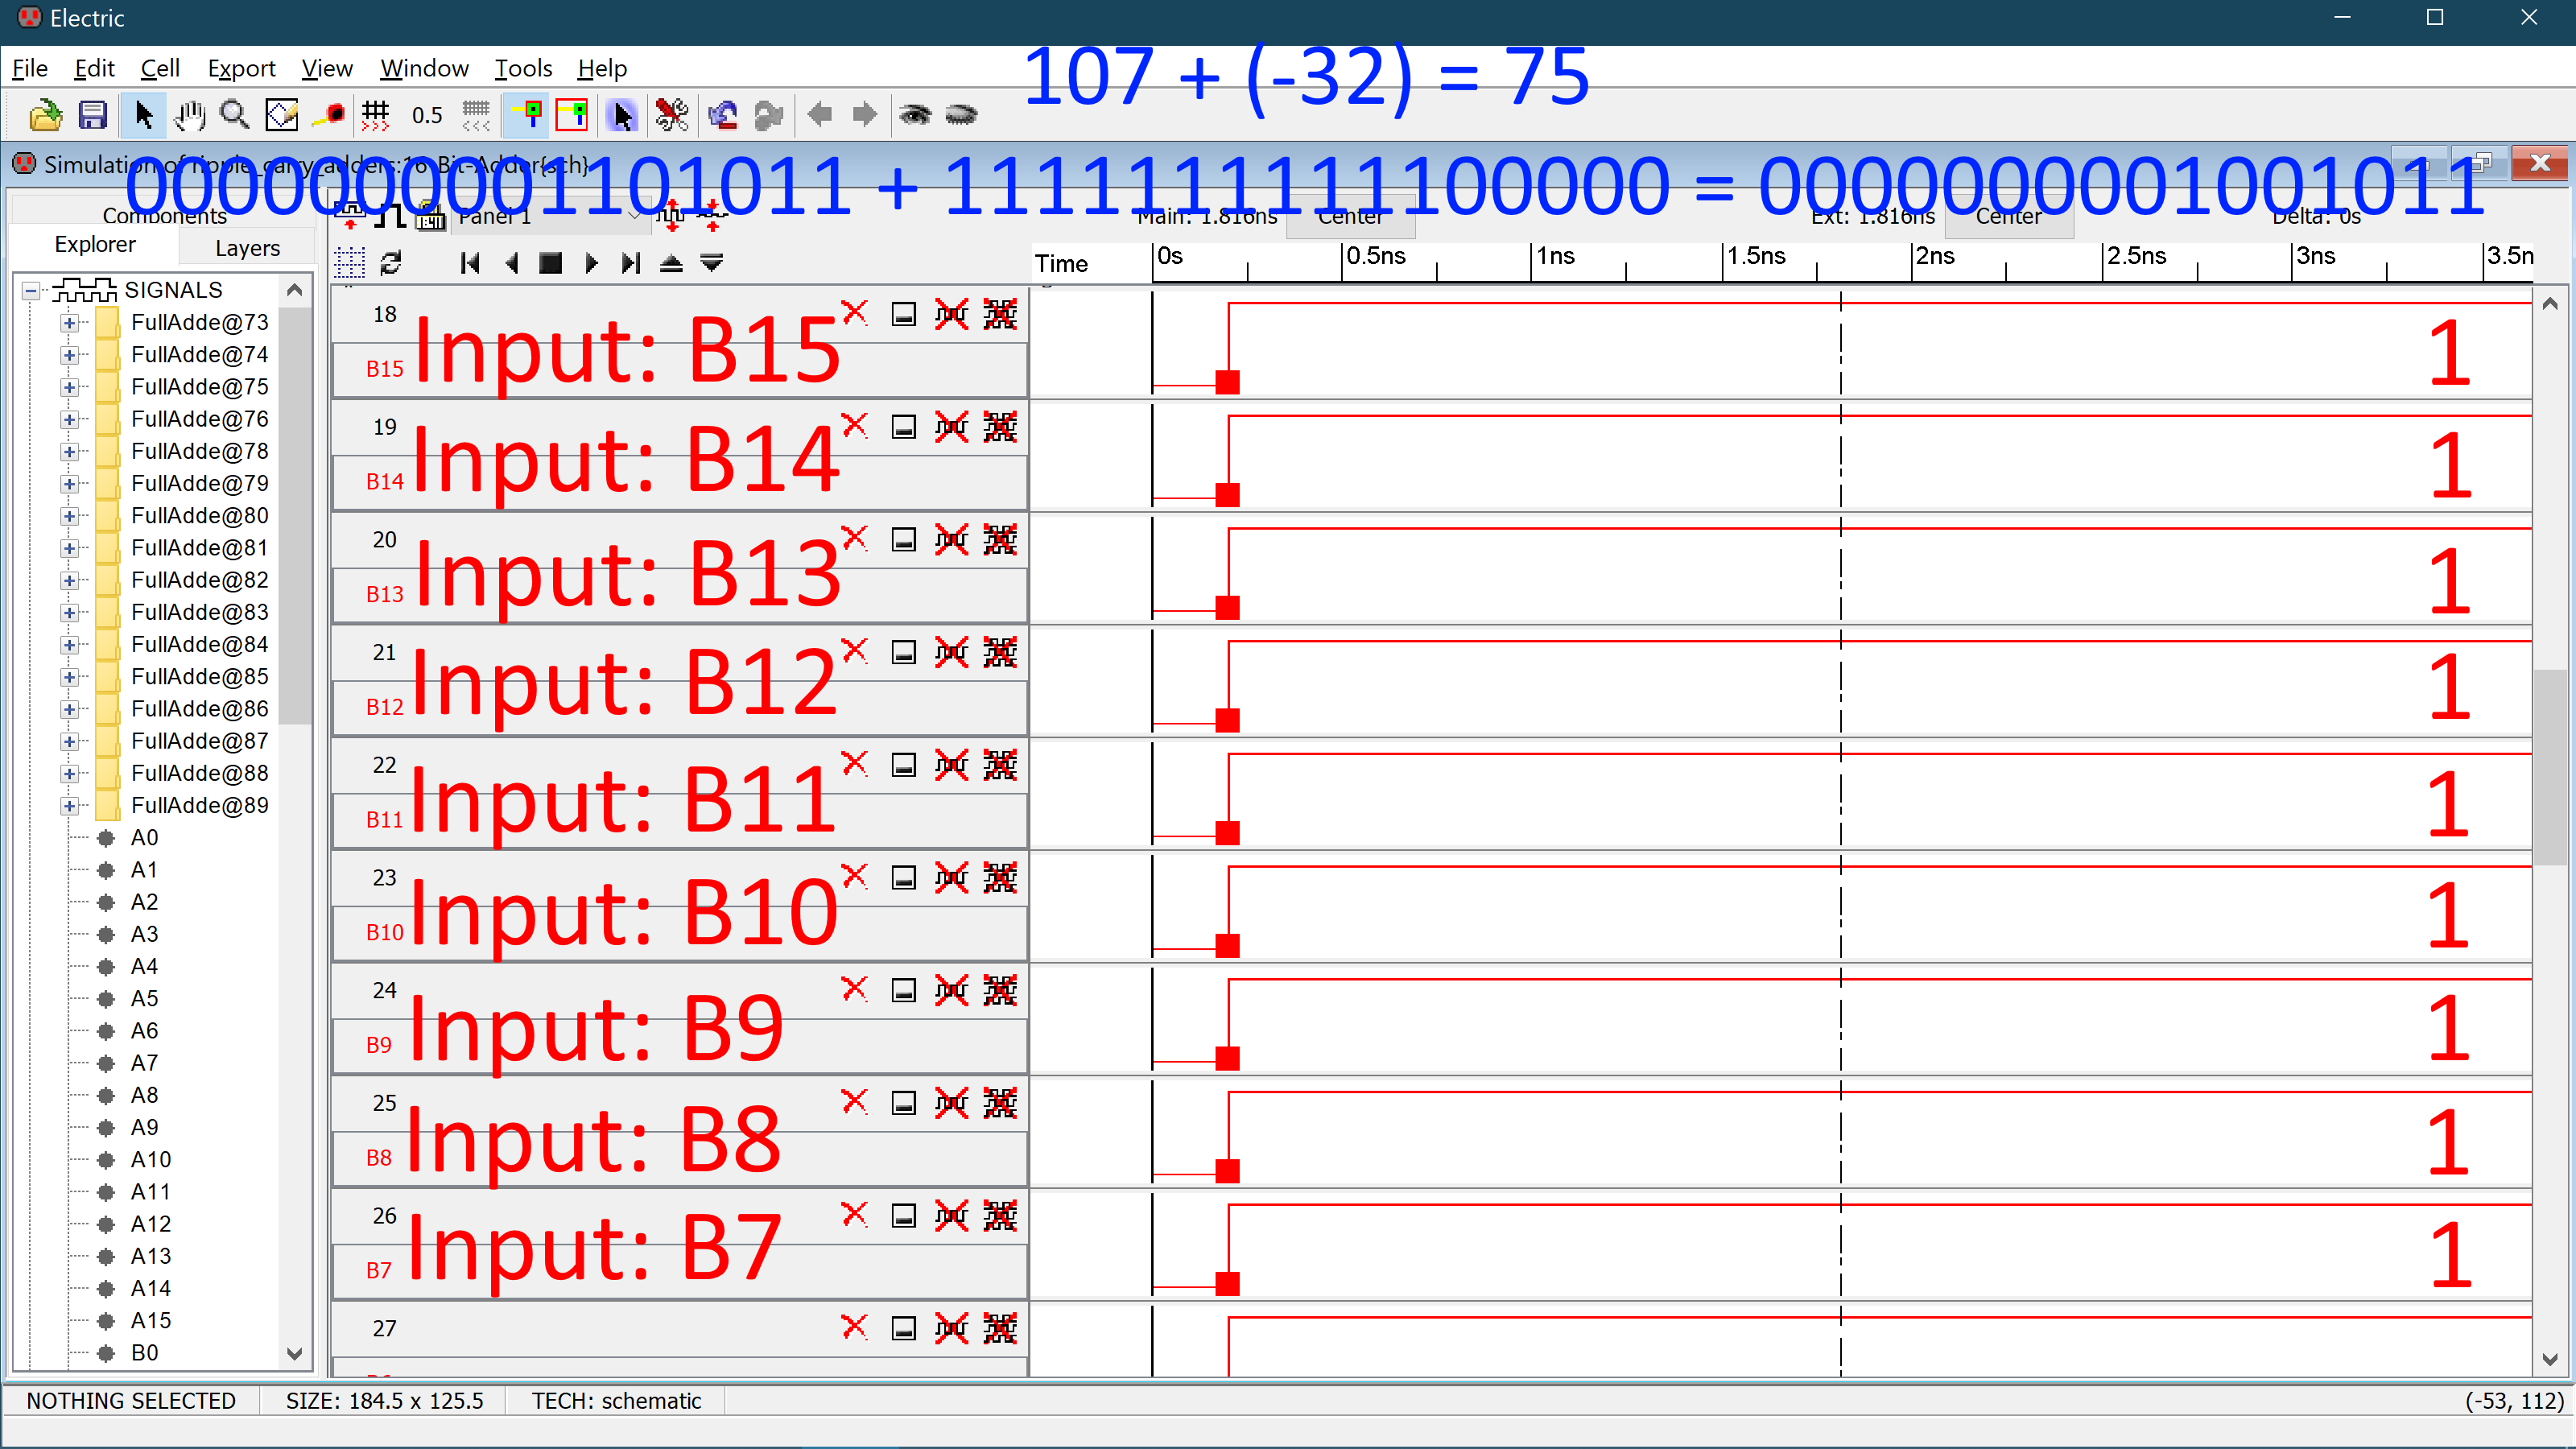 Electric
File Edit Cell Export View Window Tools Help
107 + (-32) = 75
0.5
Simulation of ripple_carry_adders:16-Bit-Adder{sch}
0000000001101011 + 1111111111100000 = 0000000001001011
Components
Explorer
Layers
Panel 1
Main: 1.816ns
Center
Ext: 1.816ns
Center
Delta: 0s
Time
0s 0.5ns 1ns 1.5ns 2ns 2.5ns 3ns 3.5n
SIGNALS
FullAdde@73
FullAdde@74
FullAdde@75
FullAdde@76
FullAdde@78
FullAdde@79
FullAdde@80
FullAdde@81
FullAdde@82
FullAdde@83
FullAdde@84
FullAdde@85
FullAdde@86
FullAdde@87
FullAdde@88
FullAdde@89
A0
A1
A2
A3
A4
A5
A6
A7
A8
A9
A10
A11
A12
A13
A14
A15
B0
18
B15
Input: B15
1
19
B14
Input: B14
1
20
B13
Input: B13
1
21
B12
Input: B12
1
22
B11
Input: B11
1
23
B10
Input: B10
1
24
B9
Input: B9
1
25
B8
Input: B8
1
26
B7
Input: B7
1
27
NOTHING SELECTED
SIZE: 184.5 x 125.5
TECH: schematic
(-53, 112)